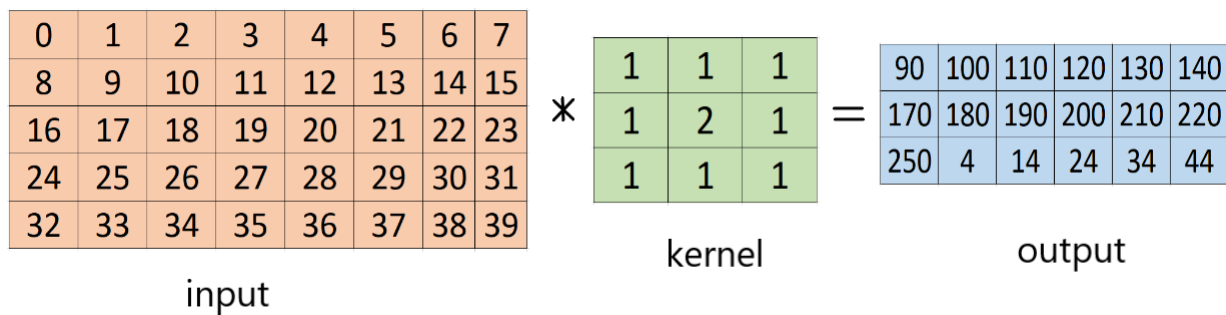 0 1 2 3 4 5 6 7
8 9 10 11 12 13 14 15
16 17 18 19 20 21 22 23
24 25 26 27 28 29 30 31
32 33 34 35 36 37 38 39
input
*
1 1 1
1 2 1
1 1 1
kernel
=
90 100 110 120 130 140
170 180 190 200 210 220
250 4 14 24 34 44
output